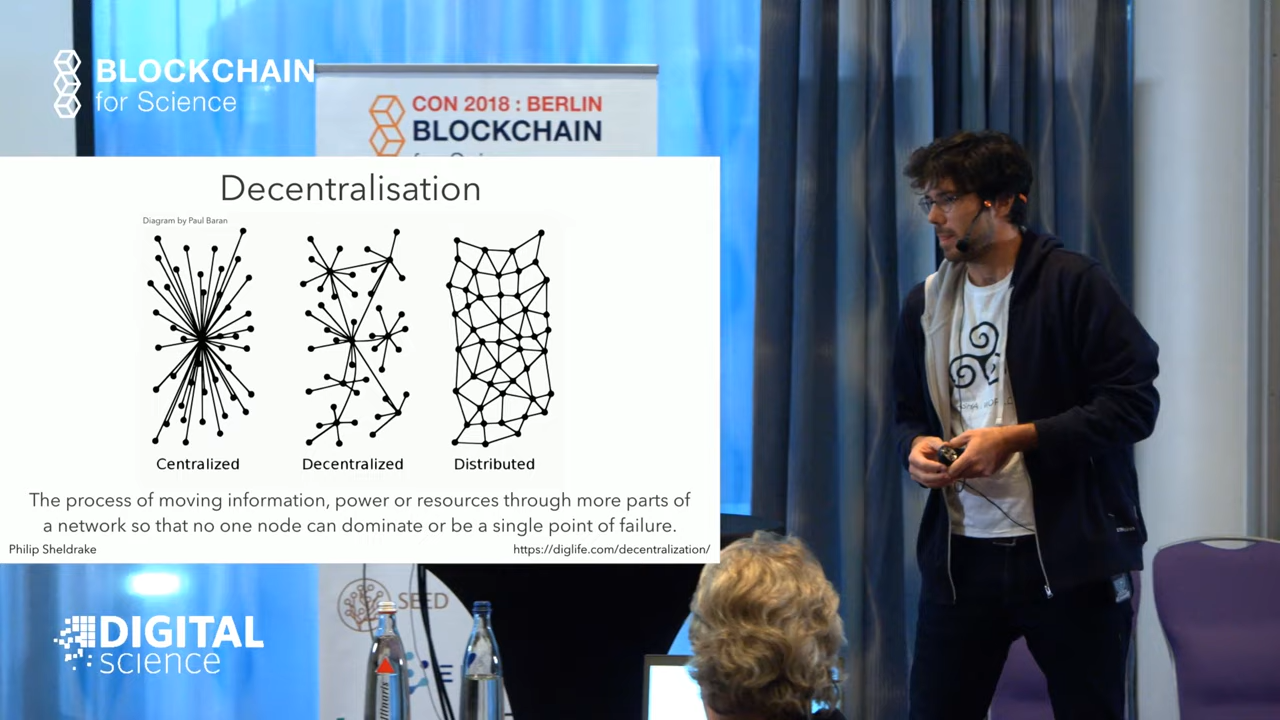 BLOCKCHAIN
for Science
CON 2018 : BERLIN
BLOCKCHAIN
Decentralisation
Diagram by Paul Baran
Centralized
Decentralized
Distributed
The process of moving information, power or resources through more parts of
a network so that no one node can dominate or be a single point of failure.
Philip Sheldrake
https://diglife.com/decentralization/
SEED
DIGITAL
science